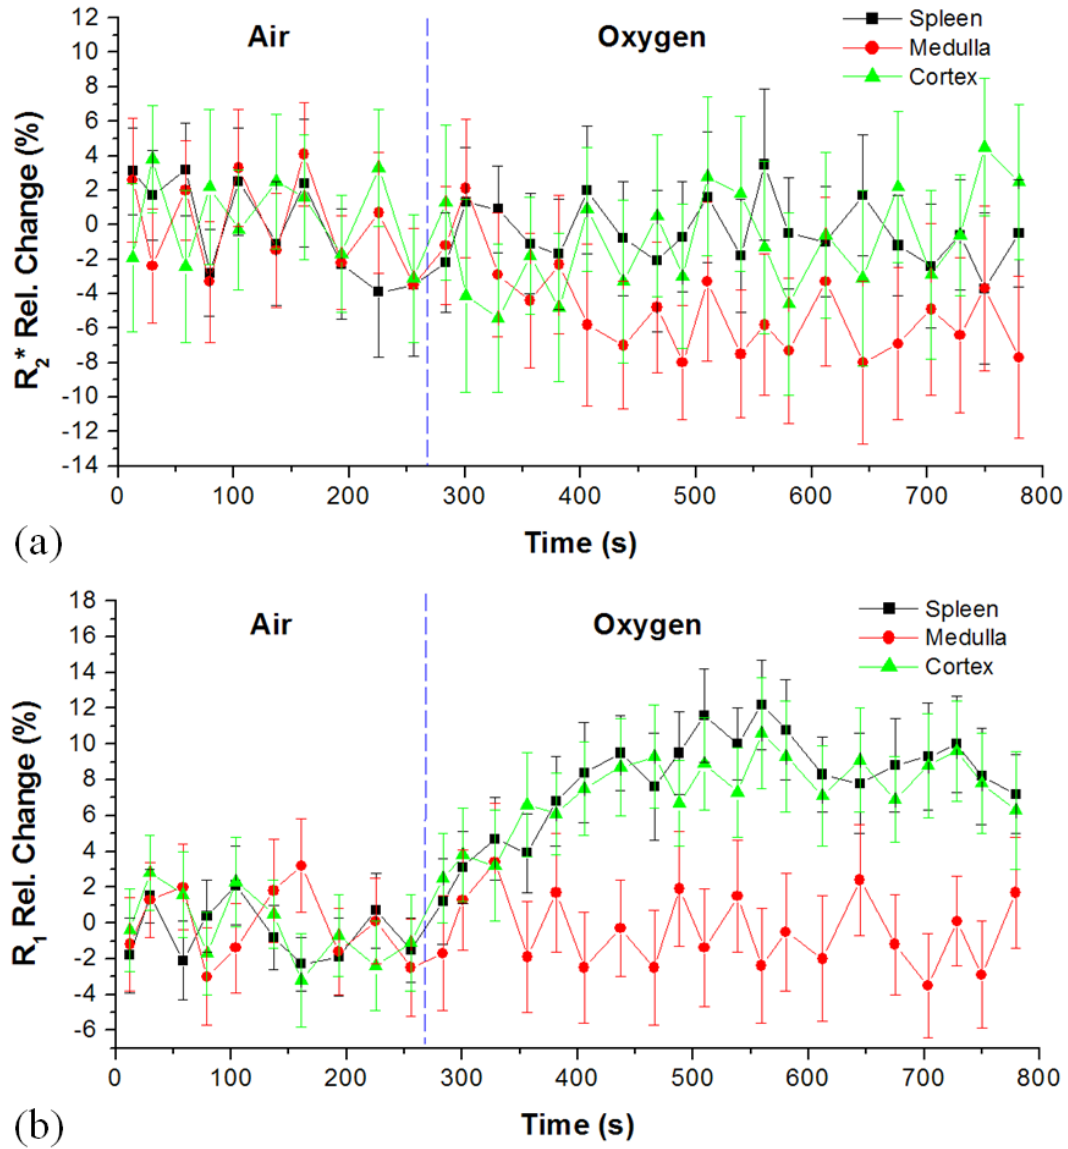 Air
Oxygen
Spleen
Medulla
Cortex
R2* Rel. Change (%)
12
10
8
6
4
2
0
-2
-4
-6
-8
-10
-12
-14
0 100 200 300 400 500 600 700 800
Time (s)
(a)
Air
Oxygen
Spleen
Medulla
Cortex
R1 Rel. Change (%)
18
16
14
12
10
8
6
4
2
0
-2
-4
-6
0 100 200 300 400 500 600 700 800
Time (s)
(b)